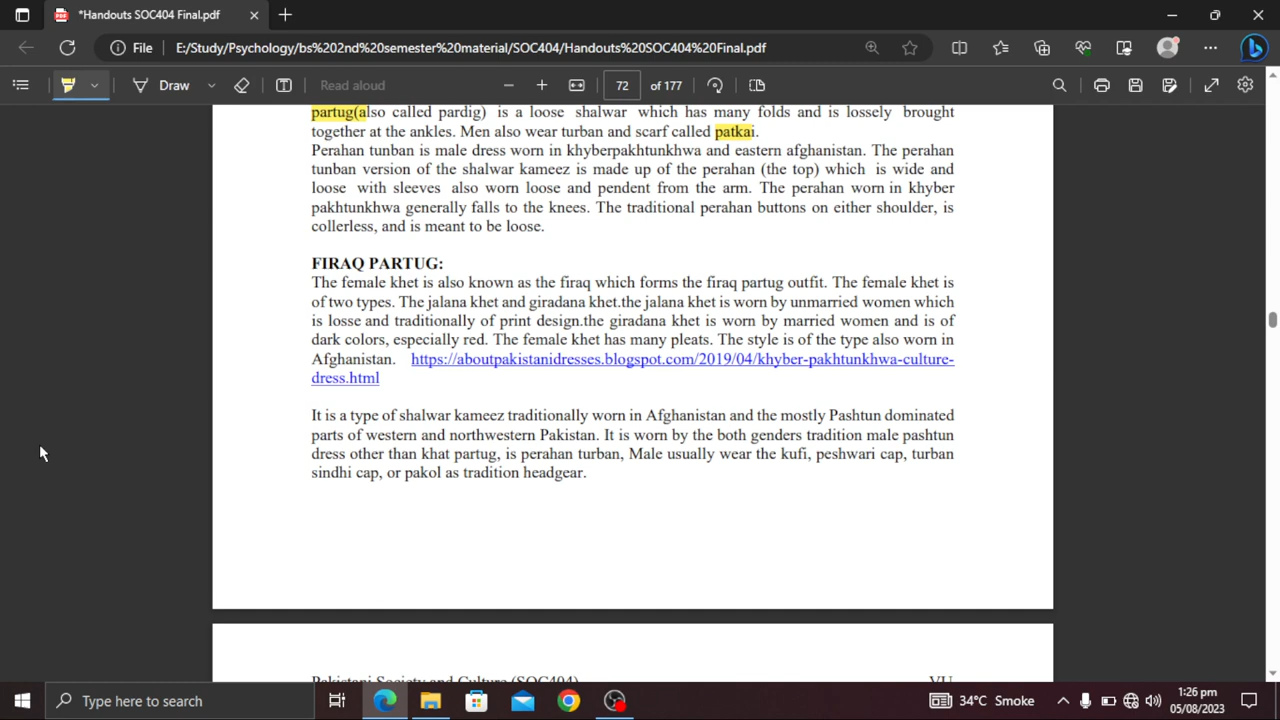 *Handouts SOC404 Final.pdf
File
E:/Study/Psychology/bs%202nd%20semester%20material/SOC404/Handouts%20SOC404%20Final.pdf
Draw
Read aloud
72
of 177
partug(also called pardig) is a loose shalwar which has many folds and is lossely brought
together at the ankles. Men also wear turban and scarf called patkai.
Perahan tunban is male dress worn in khyberpakhtunkhwa and eastern afghanistan. The perahan
tunban version of the shalwar kameez is made up of the perahan (the top) which is wide and
loose with sleeves also worn loose and pendent from the arm. The perahan worn in khyber
pakhtunkhwa generally falls to the knees. The traditional perahan buttons on either shoulder, is
collerless, and is meant to be loose.
FIRAQ PARTUG:
The female khet is also known as the firaq which forms the firaq partug outfit. The female khet is
of two types. The jalana khet and giradana khet.the jalana khet is worn by unmarried women which
is losse and traditionally of print design.the giradana khet is worn by married women and is of
dark colors, especially red. The female khet has many pleats. The style is of the type also worn in
Afghanistan. https://aboutpakistanidresses.blogspot.com/2019/04/khyber-pakhtunkhwa-culture-
dress.html
It is a type of shalwar kameez traditionally worn in Afghanistan and the mostly Pashtun dominated
parts of western and northwestern Pakistan. It is worn by the both genders tradition male pashtun
dress other than khat partug, is perahan turban, Male usually wear the kufi, peshwari cap, turban
sindhi cap, or pakol as tradition headgear.
Pakistani Society and Culture (SOC404)
VU
Type here to search
34°C Smoke
1:26 pm
05/08/2023